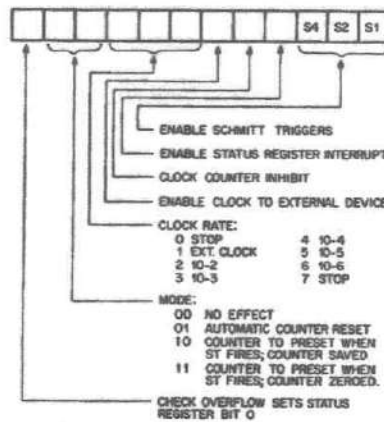 S4 S2 S1
ENABLE SCHMITT TRIGGERS
ENABLE STATUS REGISTER INTERRUPT
CLOCK COUNTER INHIBIT
ENABLE CLOCK TO EXTERNAL DEVICE
CLOCK RATE:
0 STOP 4 10-4
1 EXT. CLOCK 5 10-5
2 10-2 6 10-6
3 10-3 7 STOP
MODE:
00 NO EFFECT
01 AUTOMATIC COUNTER RESET
10 COUNTER TO PRESET WHEN
ST FIRES; COUNTER SAVED
11 COUNTER TO PRESET WHEN
ST FIRES; COUNTER ZEROED.
CHECK OVERFLOW SETS STATUS
REGISTER BIT 0